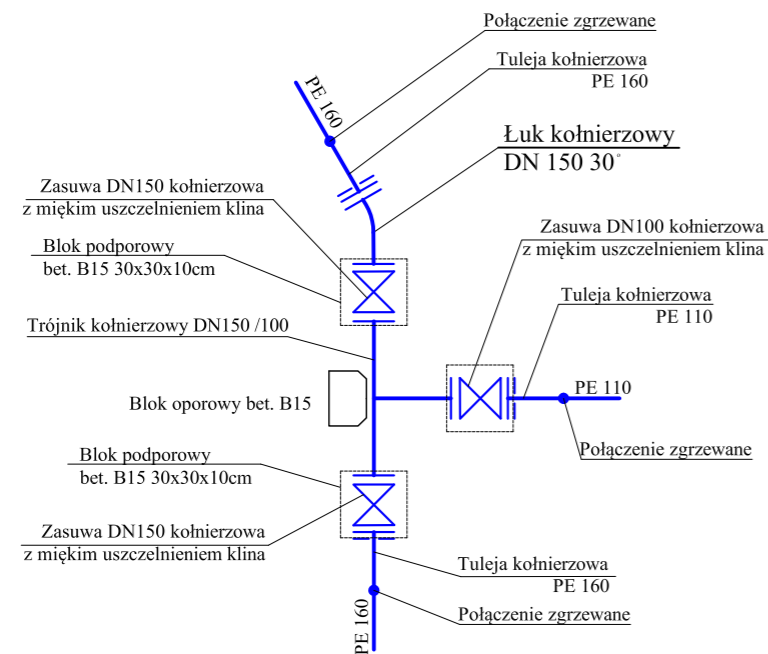 Połączenie zgrzewane
Tuleja kołnierzowa
PE 160
PE 160
Łuk kołnierzowy
DN 150 30°
Zasuwa DN150 kołnierzowa
z miękim uszczelnieniem klina
Zasuwa DN100 kołnierzowa
z miękim uszczelnieniem klina
Blok podporowy
bet. B15 30x30x10cm
Tuleja kołnierzowa
PE 110
Trójnik kołnierzowy DN150 /100
PE 110
Blok oporowy bet. B15
Połączenie zgrzewane
Blok podporowy
bet. B15 30x30x10cm
Zasuwa DN150 kołnierzowa
z miękim uszczelnieniem klina
Tuleja kołnierzowa
PE 160
Połączenie zgrzewane
PE 160